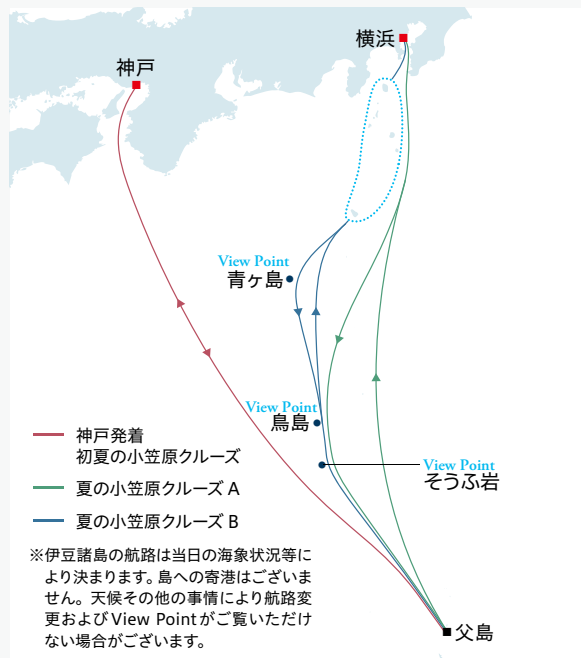 横浜
神戸
View Point
青ヶ島
View Point
鳥島
View Point
そうふ岩
神戸発着
初夏の小笠原クルーズ
夏の小笠原クルーズ A
夏の小笠原クルーズ B
※伊豆諸島の航路は当日の海象状況等に
より決まります。島への寄港はございま
せん。天候その他の事情により航路変
更およびView Pointがご覧いただけ
ない場合がございます。
父島